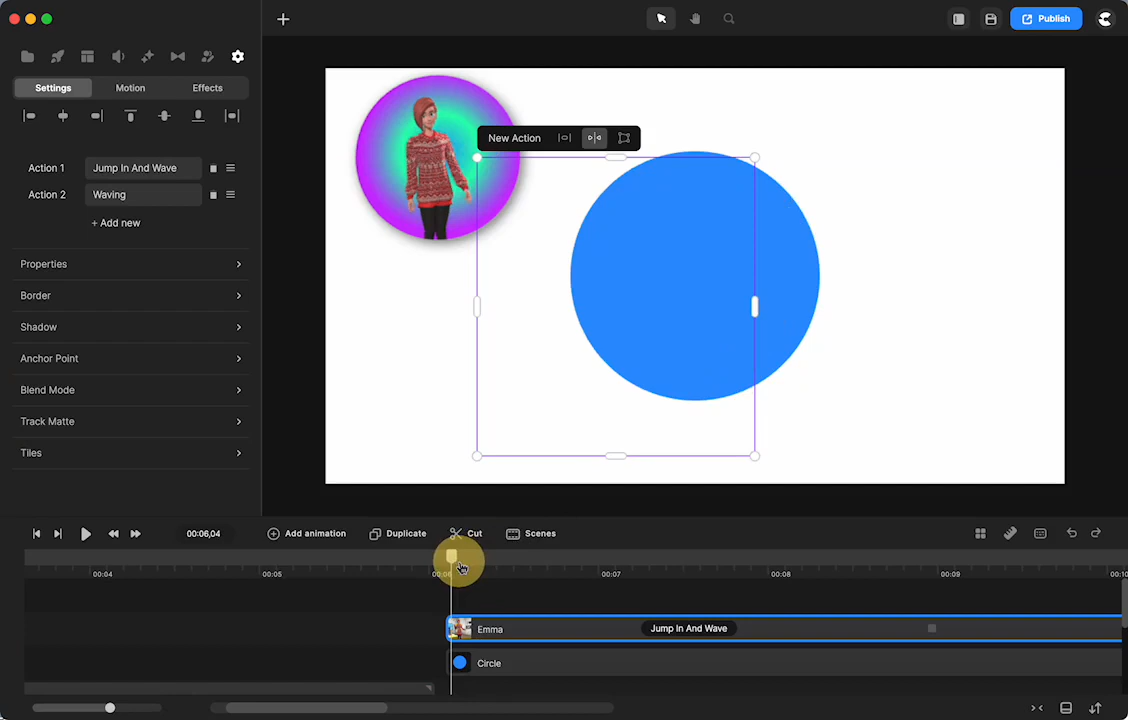 Publish
Settings Motion Effects
New Action
Action 1 Jump In And Wave
Action 2 Waving
+ Add new
Properties
Border
Shadow
Anchor Point
Blend Mode
Track Matte
Tiles
00:06,04 Add animation Duplicate Cut Scenes
00:04 00:05 00:06 00:07 00:08 00:09 00:10
Emma Jump In And Wave
Circle